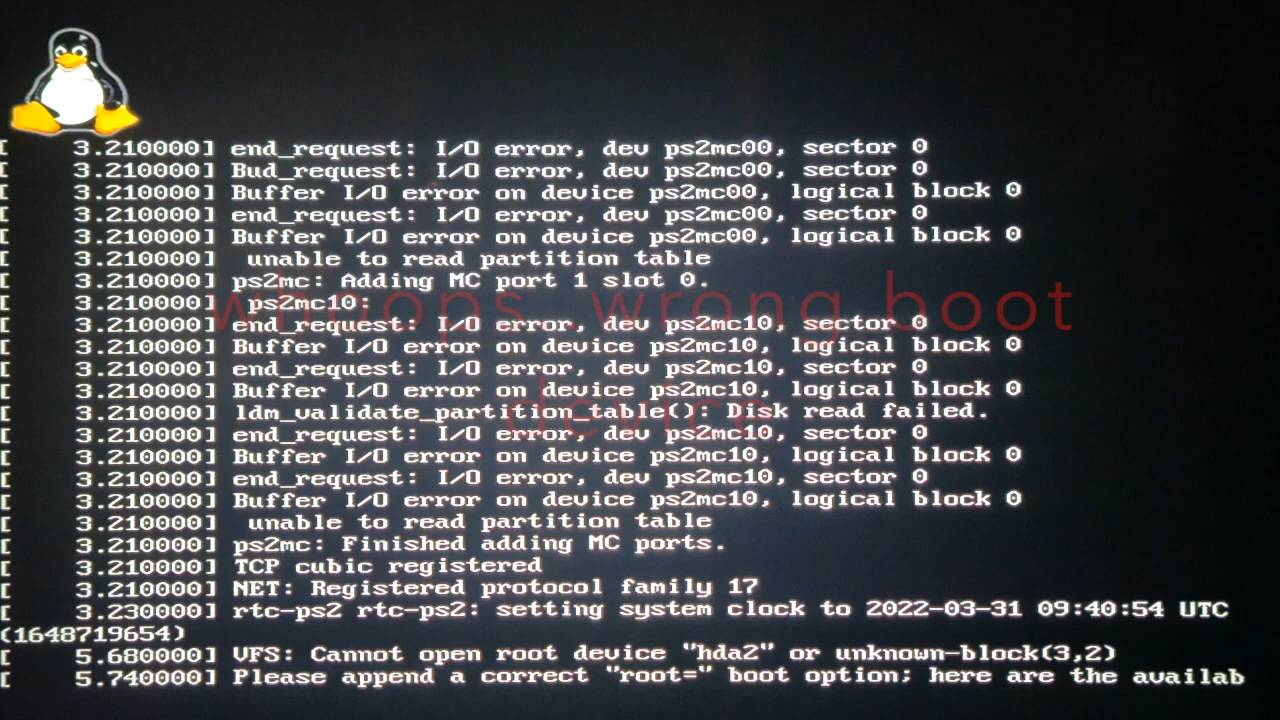 [ 3.210000] end_request: I/O error, dev ps2mc00, sector 0
[ 3.210000] Bud_request: I/O error, dev ps2mc00, sector 0
[ 3.210000] Buffer I/O error on device ps2mc00, logical block 0
[ 3.210000] end_request: I/O error, dev ps2mc00, sector 0
[ 3.210000] Buffer I/O error on device ps2mc00, logical block 0
[ 3.210000]  unable to read partition table
[ 3.210000] ps2mc: Adding MC port 1 slot 0.
[ 3.210000]  ps2mc10:
whoops, wrong boot
[ 3.210000] end_request: I/O error, dev ps2mc10, sector 0
[ 3.210000] Buffer I/O error on device ps2mc10, logical block 0
[ 3.210000] end_request: I/O error, dev ps2mc10, sector 0
[ 3.210000] Buffer I/O error on device ps2mc10, logical block 0
[ 3.210000] ldm_validate_partition_table(): Disk read failed.
device
[ 3.210000] end_request: I/O error, dev ps2mc10, sector 0
[ 3.210000] Buffer I/O error on device ps2mc10, logical block 0
[ 3.210000] end_request: I/O error, dev ps2mc10, sector 0
[ 3.210000] Buffer I/O error on device ps2mc10, logical block 0
[ 3.210000]  unable to read partition table
[ 3.210000] ps2mc: Finished adding MC ports.
[ 3.210000] TCP cubic registered
[ 3.210000] NET: Registered protocol family 17
[ 3.230000] rtc-ps2 rtc-ps2: setting system clock to 2022-03-31 09:40:54 UTC
(1648719654)
[ 5.680000] VFS: Cannot open root device "hda2" or unknown-block(3,2)
[ 5.740000] Please append a correct "root=" boot option; here are the availab